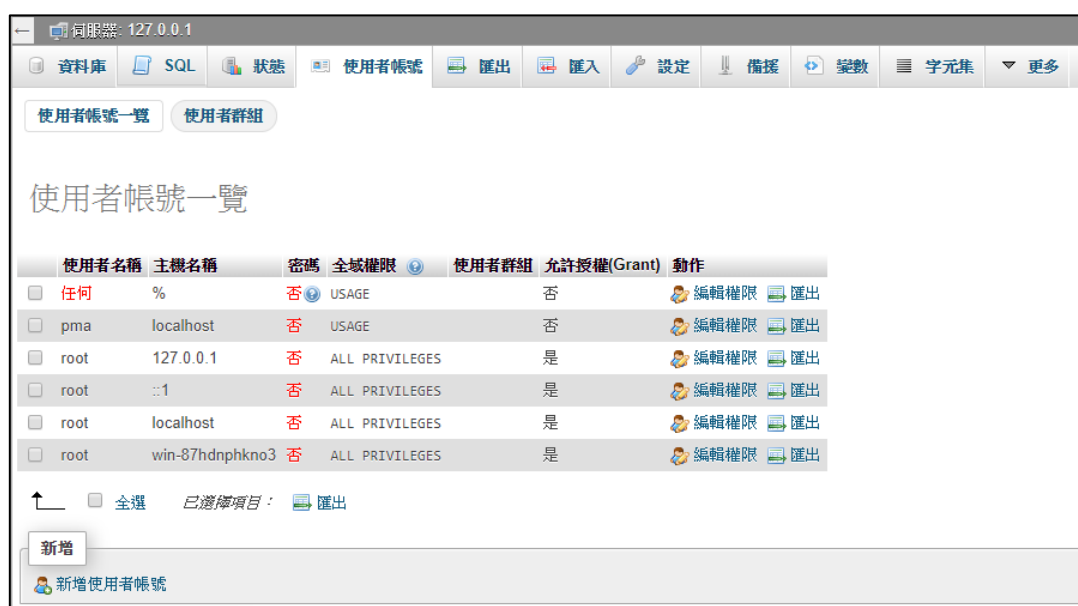 伺服器: 127.0.0.1
資料庫 SQL 狀態 使用者帳號 匯出 匯入 設定 備援 變數 字元集 更多
使用者帳號一覽 使用者群組
使用者帳號一覽
使用者名稱 主機名稱 密碼 全域權限 使用者群組 允許授權(Grant) 動作
任何 % 否 USAGE 否 編輯權限 匯出
pma localhost 否 USAGE 否 編輯權限 匯出
root 127.0.0.1 否 ALL PRIVILEGES 是 編輯權限 匯出
root ::1 否 ALL PRIVILEGES 是 編輯權限 匯出
root localhost 否 ALL PRIVILEGES 是 編輯權限 匯出
root win-87hdnphkno3 否 ALL PRIVILEGES 是 編輯權限 匯出
全選 已選擇項目： 匯出
新增
新增使用者帳號